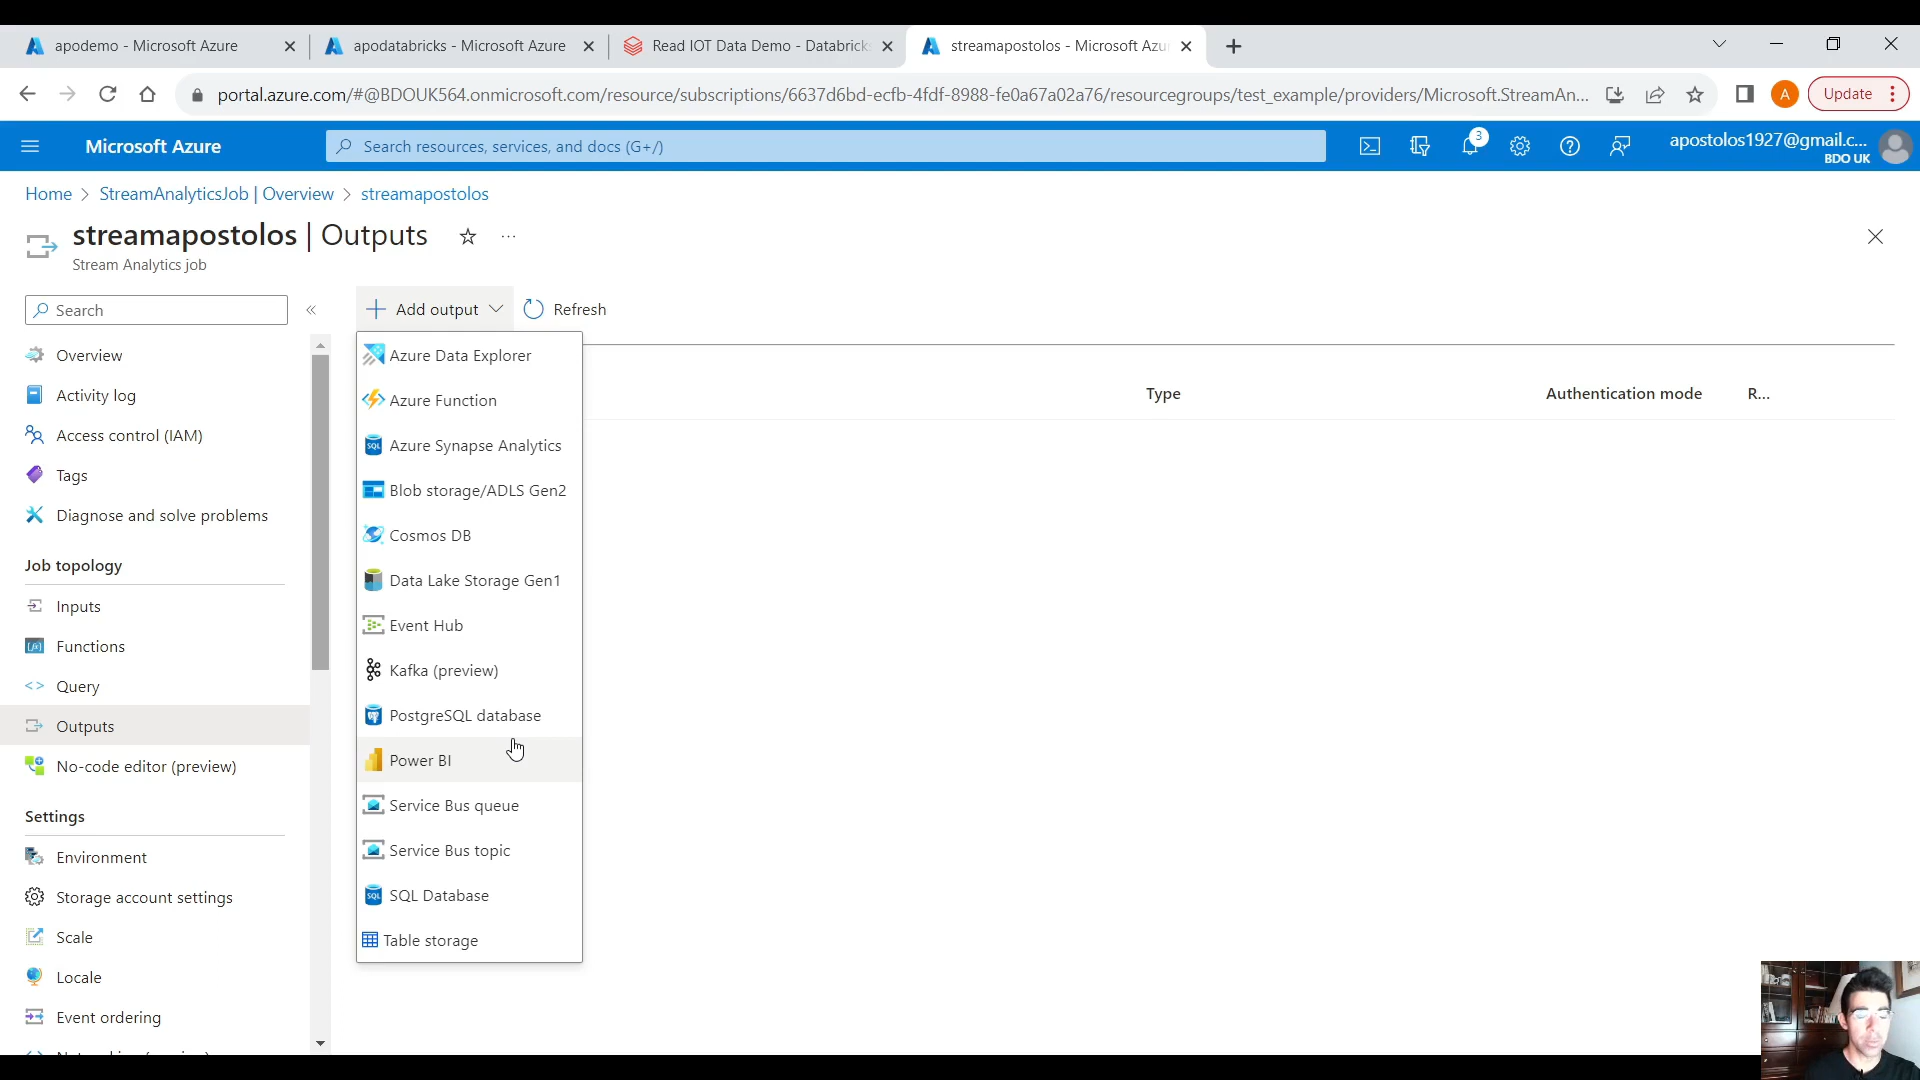 apodemo - Microsoft Azure
apodatabricks - Microsoft Azure
Read IOT Data Demo - Databrick
streamapostolos - Microsoft Azu
portal.azure.com/#@BDOUK564.onmicrosoft.com/resource/subscriptions/6637d6bd-ecfb-4fdf-8988-fe0a67a02a76/resourcegroups/test_example/providers/Microsoft.StreamAn...
A
Update
Microsoft Azure
Search resources, services, and docs (G+/)
3
apostolos1927@gmail.c...
BDO UK
Home > StreamAnalyticsJob | Overview > streamapostolos
streamapostolos | Outputs
Stream Analytics job
Search
Add output
Refresh
Overview
Activity log
Access control (IAM)
Tags
Diagnose and solve problems
Job topology
Inputs
Functions
Query
Outputs
No-code editor (preview)
Settings
Environment
Storage account settings
Scale
Locale
Event ordering
Azure Data Explorer
Azure Function
Azure Synapse Analytics
Blob storage/ADLS Gen2
Cosmos DB
Data Lake Storage Gen1
Event Hub
Kafka (preview)
PostgreSQL database
Power BI
Service Bus queue
Service Bus topic
SQL Database
Table storage
Type
Authentication mode
R...